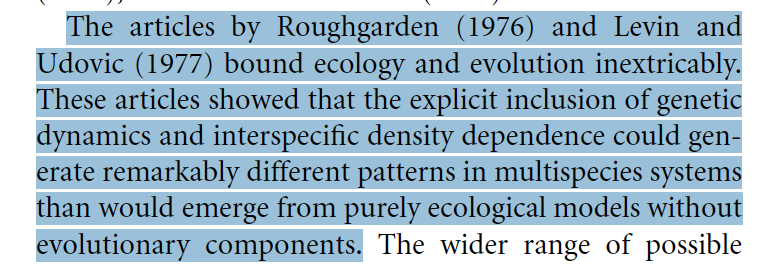 The articles by Roughgarden (1976) and Levin and
Udovic (1977) bound ecology and evolution inextricably.
These articles showed that the explicit inclusion of genetic
dynamics and interspecific density dependence could gen-
erate remarkably different patterns in multispecies systems
than would emerge from purely ecological models without
evolutionary components. The wider range of possible